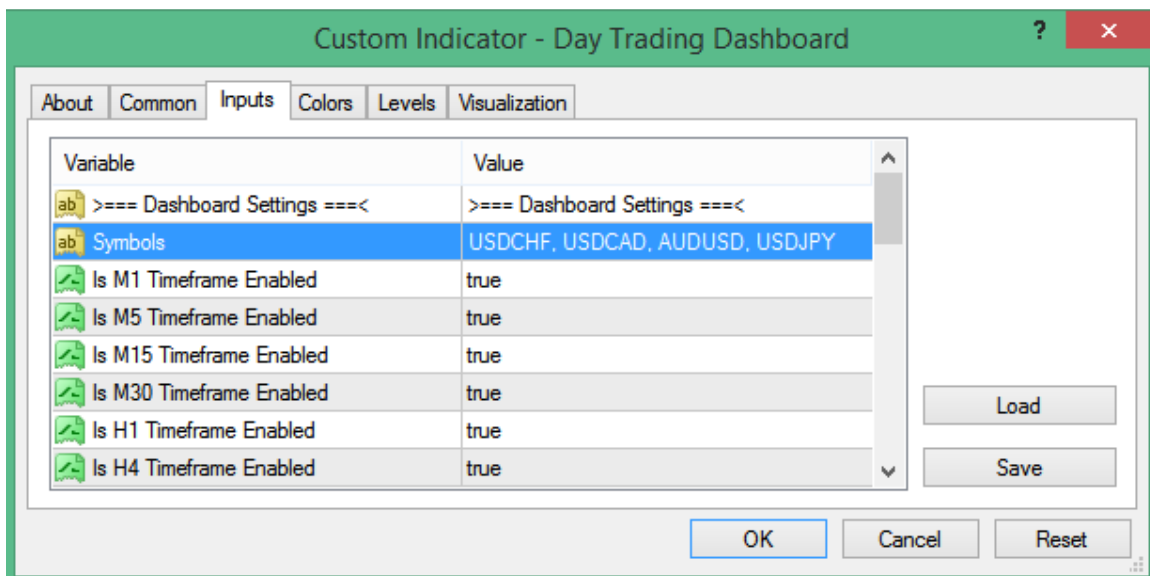 Custom Indicator - Day Trading Dashboard ? ×
About Common Inputs Colors Levels Visualization
Variable Value
ab >=== Dashboard Settings ===< >=== Dashboard Settings ===<
ab Symbols USDCHF, USDCAD, AUDUSD, USDJPY
Is M1 Timeframe Enabled true
Is M5 Timeframe Enabled true
Is M15 Timeframe Enabled true
Is M30 Timeframe Enabled true
Is H1 Timeframe Enabled true
Is H4 Timeframe Enabled true
Load
Save
OK Cancel Reset